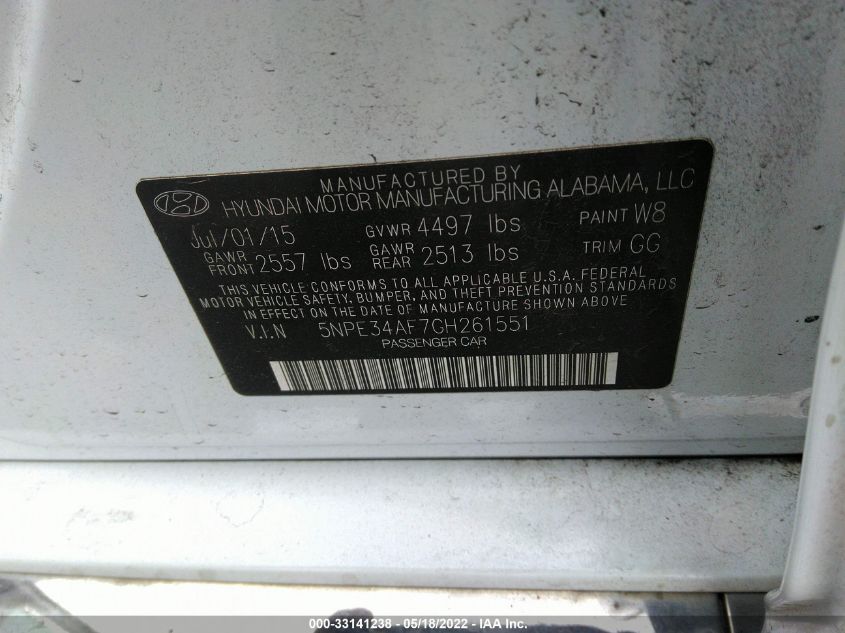 MANUFACTURED BY
HYUNDAI MOTOR MANUFACTURING ALABAMA, LLC
Jul/01/15 GVWR 4497 lbs PAINT W8
GAWR FRONT 2557 lbs GAWR REAR 2513 lbs TRIM GG
THIS VEHICLE CONFORMS TO ALL APPLICABLE U.S.A. FEDERAL
MOTOR VEHICLE SAFETY, BUMPER, AND THEFT PREVENTION STANDARDS
IN EFFECT ON THE DATE OF MANUFACTURE SHOWN ABOVE
V.I.N 5NPE34AF7GH261551
PASSENGER CAR
000-33141238 - 05/18/2022 - IAA Inc.